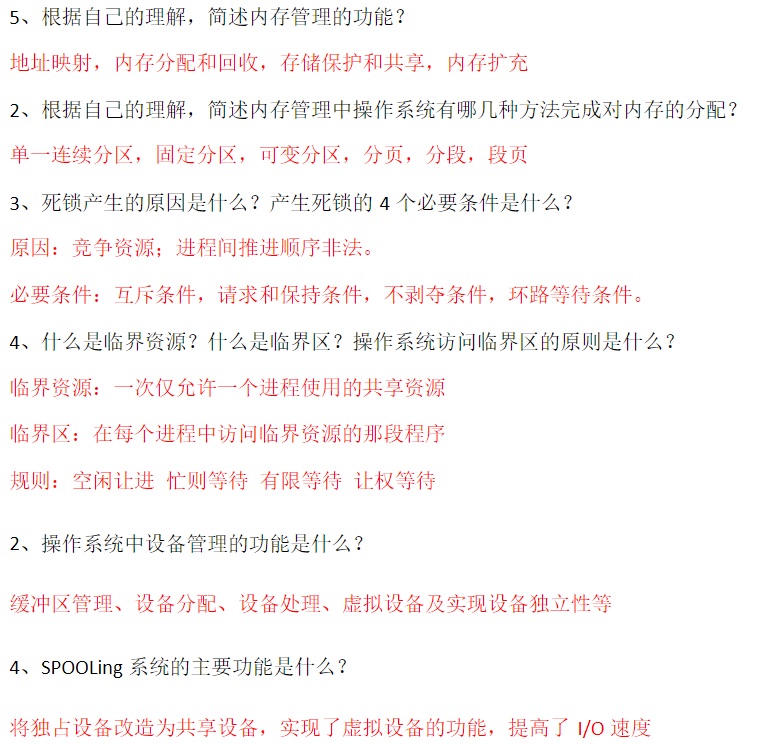 5、根据自己的理解，简述内存管理的功能？
地址映射，内存分配和回收，存储保护和共享，内存扩充
2、根据自己的理解，简述内存管理中操作系统有哪几种方法完成对内存的分配？
单一连续分区，固定分区，可变分区，分页，分段，段页
3、死锁产生的原因是什么？产生死锁的 4 个必要条件是什么？
原因：竞争资源；进程间推进顺序非法。
必要条件：互斥条件，请求和保持条件，不剥夺条件，环路等待条件。
4、什么是临界资源？什么是临界区？操作系统访问临界区的原则是什么？
临界资源：一次仅允许一个进程使用的共享资源
临界区：在每个进程中访问临界资源的那段程序
规则：空闲让进 忙则等待 有限等待 让权等待
2、操作系统中设备管理的功能是什么？
缓冲区管理、设备分配、设备处理、虚拟设备及实现设备独立性等
4、SPOOLing 系统的主要功能是什么？
将独占设备改造为共享设备，实现了虚拟设备的功能，提高了 I/O 速度